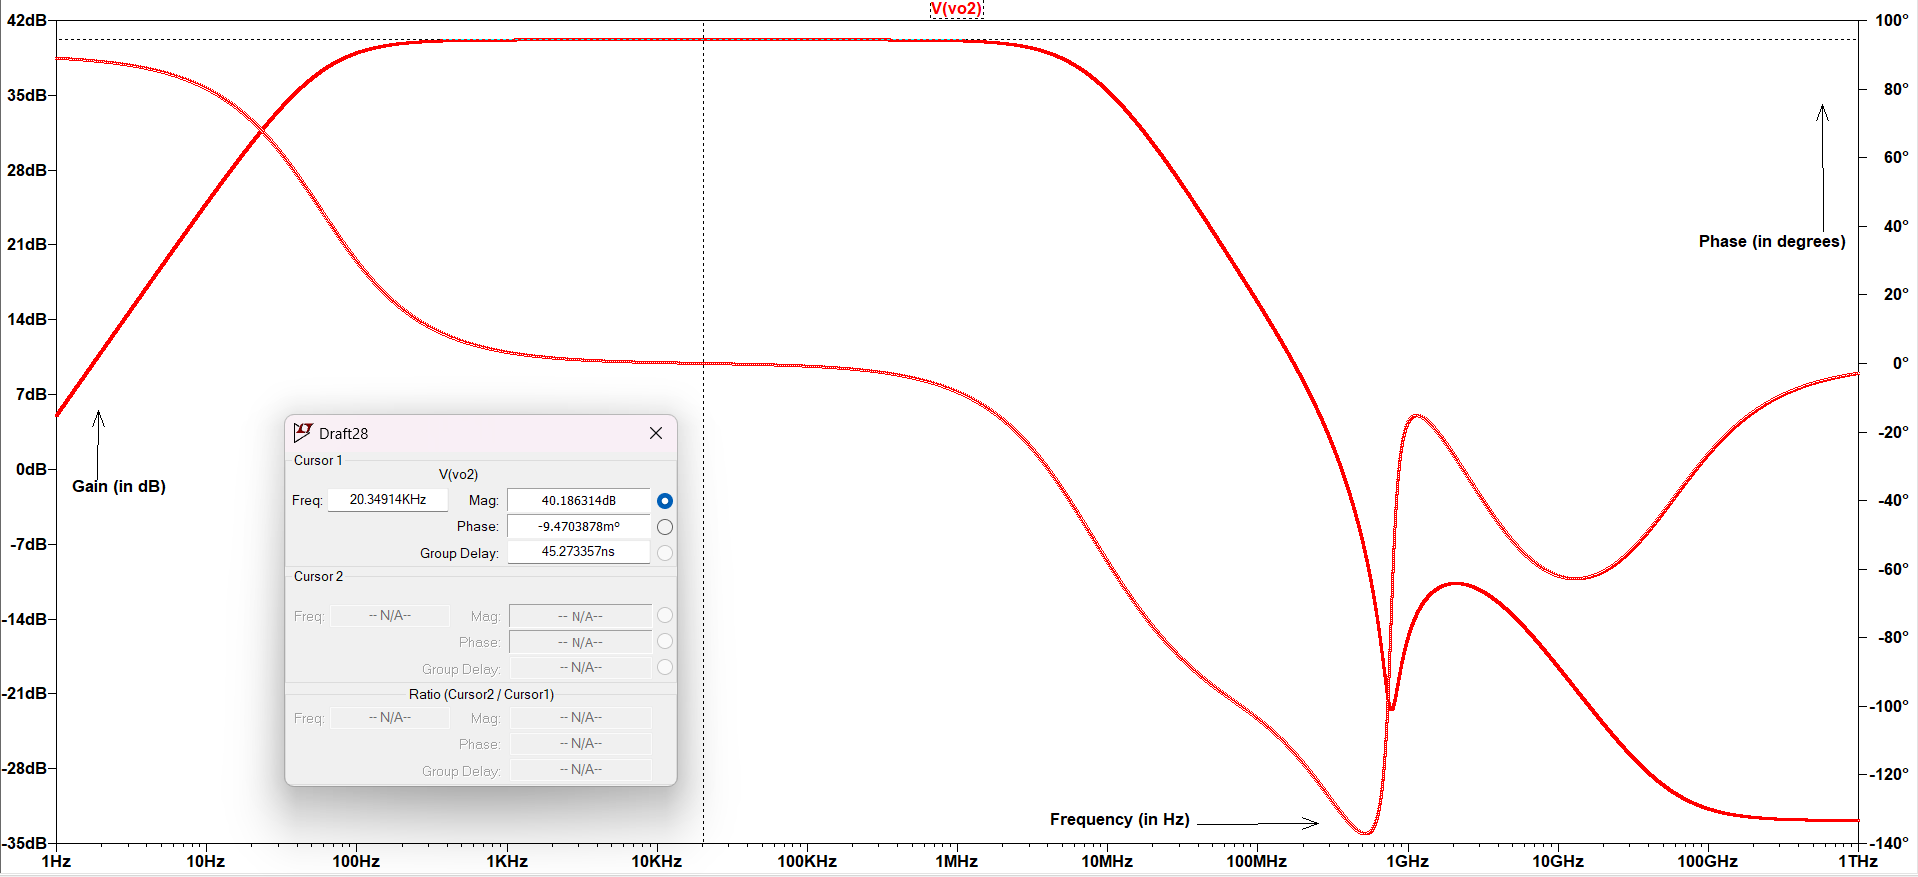 V(vo2)
42dB
35dB
28dB
21dB
14dB
7dB
0dB
-7dB
-14dB
-21dB
-28dB
-35dB
100°
80°
60°
40°
20°
0°
-20°
-40°
-60°
-80°
-100°
-120°
-140°
Phase (in degrees)
Gain (in dB)
Draft28
Cursor 1
V(vo2)
Freq: 20.34914KHz Mag: 40.186314dB
Phase: -9.4703878m°
Group Delay: 45.273357ns
Cursor 2
Freq: -- N/A-- Mag: -- N/A--
Phase: -- N/A--
Group Delay: -- N/A--
Ratio (Cursor2 / Cursor1)
Freq: -- N/A-- Mag: -- N/A--
Phase: -- N/A--
Group Delay: -- N/A--
Frequency (in Hz)
1Hz 10Hz 100Hz 1KHz 10KHz 100KHz 1MHz 10MHz 100MHz 1GHz 10GHz 100GHz 1THz